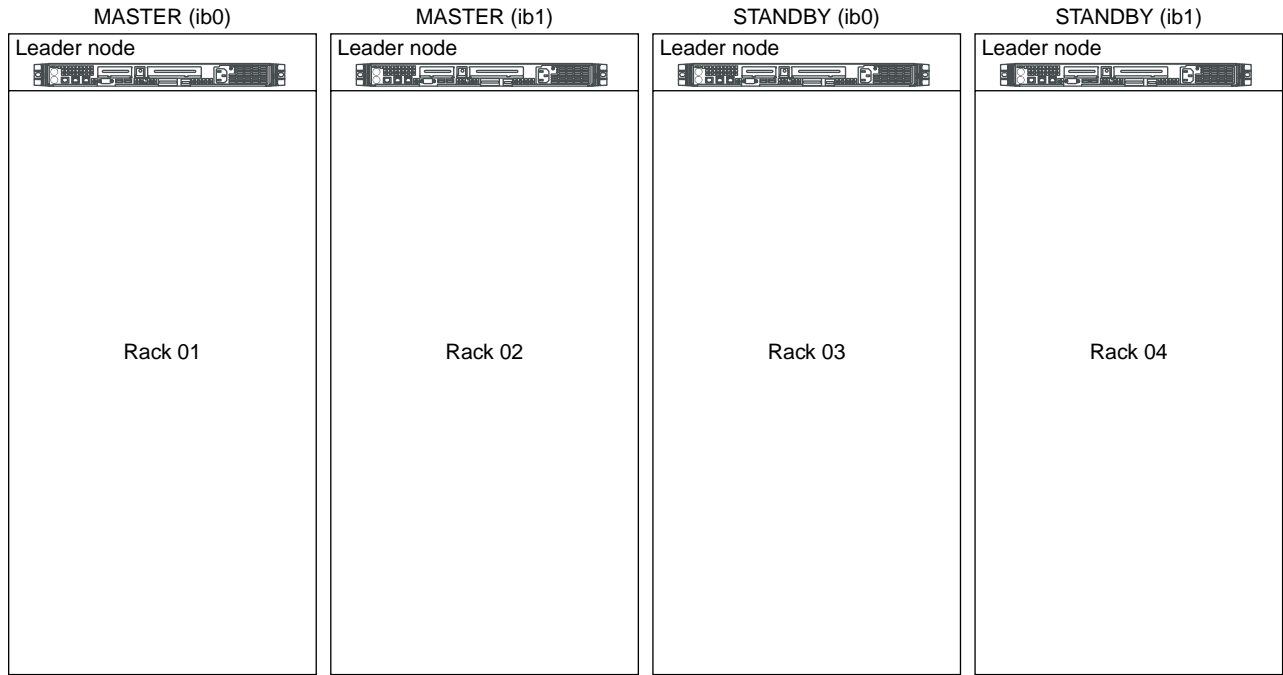 MASTER (ib0)
MASTER (ib1)
STANDBY (ib0)
STANDBY (ib1)
Leader node
Leader node
Leader node
Leader node
Rack 01
Rack 02
Rack 03
Rack 04